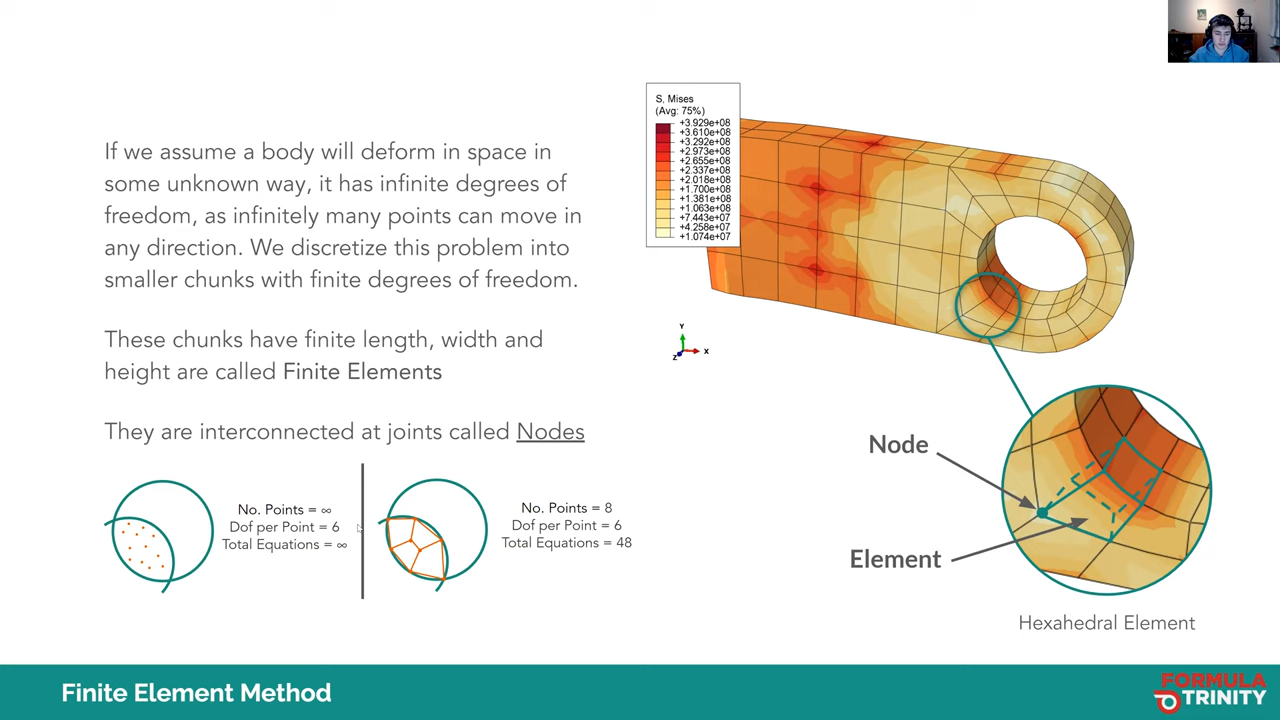 If we assume a body will deform in space in
some unknown way, it has infinite degrees of
freedom, as infinitely many points can move in
any direction. We discretize this problem into
smaller chunks with finite degrees of freedom.
These chunks have finite length, width and
height are called Finite Elements
They are interconnected at joints called Nodes
No. Points = ∞
Dof per Point = 6
Total Equations = ∞
No. Points = 8
Dof per Point = 6
Total Equations = 48
S, Mises
(Avg: 75%)
+3.929e+08
+3.610e+08
+3.292e+08
+2.973e+08
+2.655e+08
+2.337e+08
+2.018e+08
+1.700e+08
+1.381e+08
+1.063e+08
+7.443e+07
+4.258e+07
+1.074e+07
Y
X
Z
Node
Element
Hexahedral Element
Finite Element Method
FORMULA
TRINITY